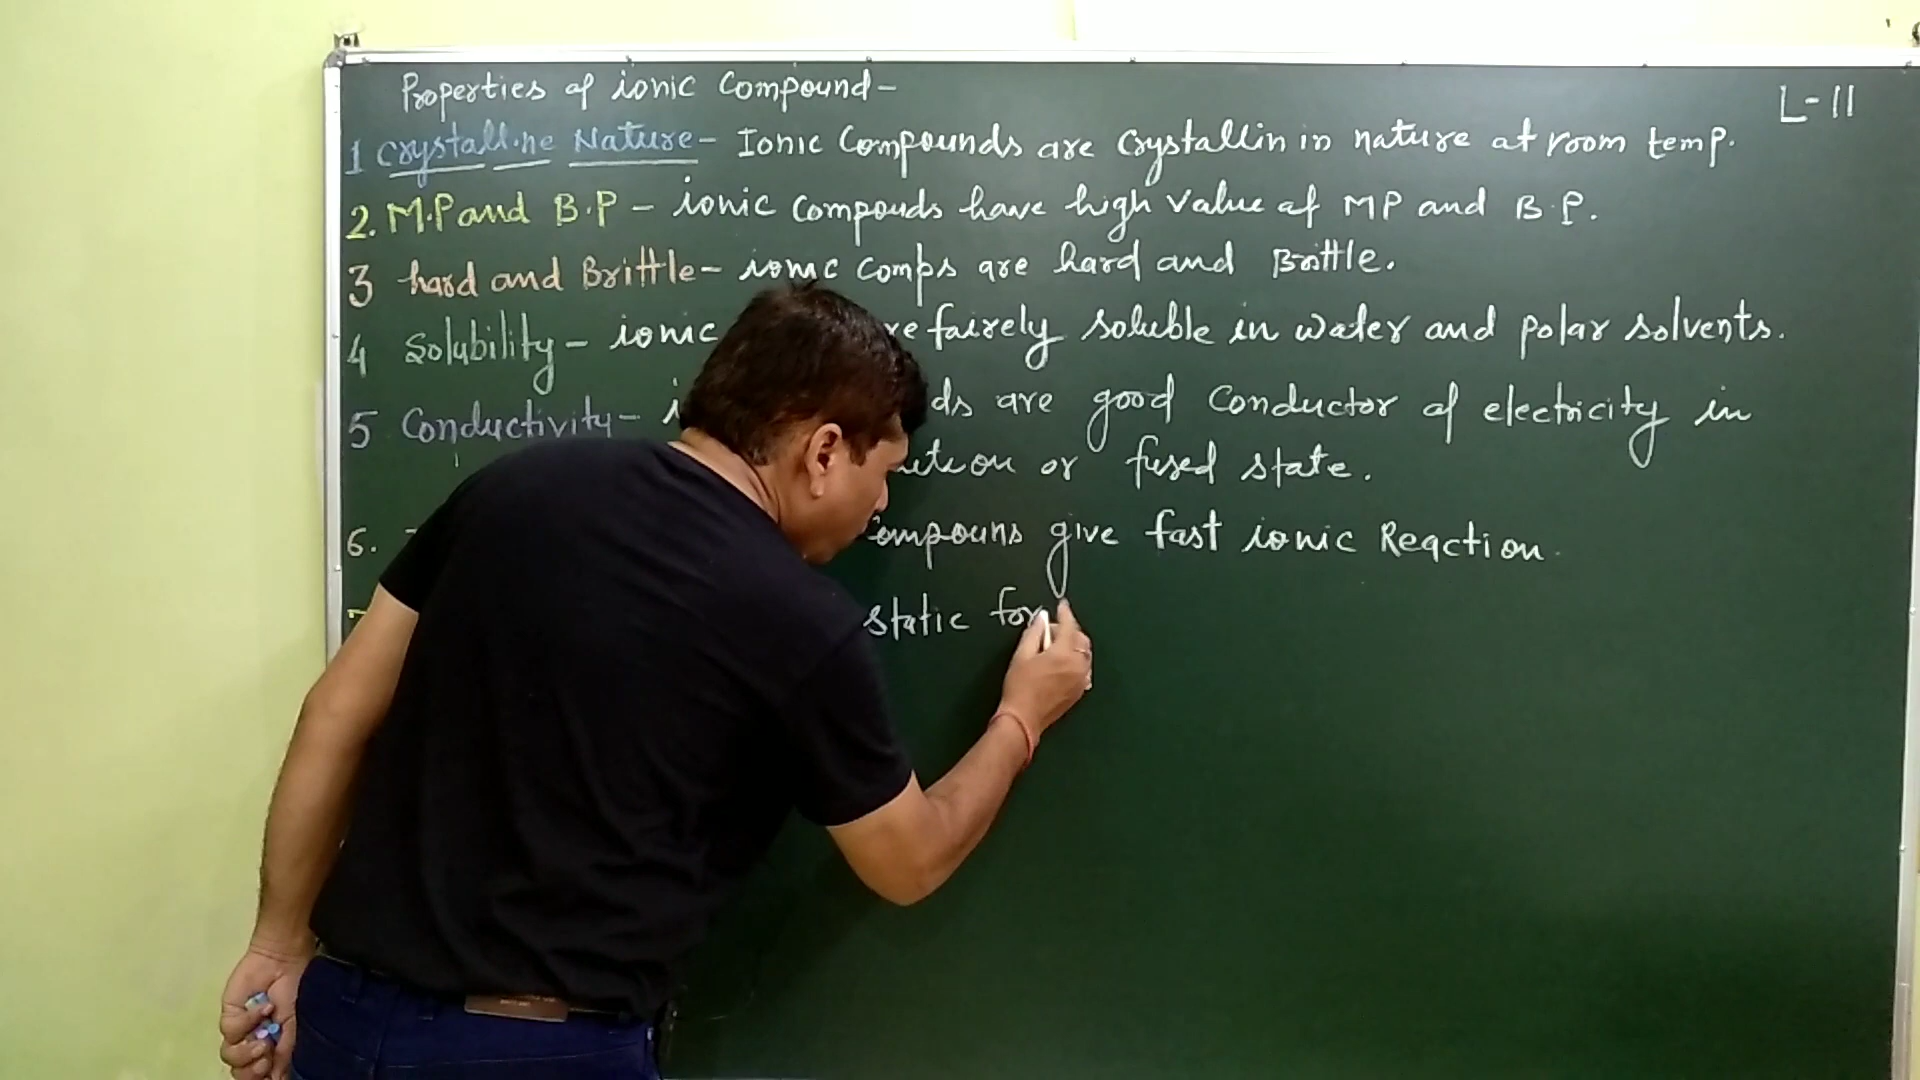 Properties of ionic Compound-
L-11
1 Crystalline Nature- Ionic Compounds are Crystallin in nature at room temp.
2. M.P and B.P - ionic Compouds have high value of MP and B.P.
3 hard and Brittle- ionic Comps are hard and Brittle.
4 Solubility- ionic fairely soluble in water and polar solvents.
5 Conductivity- are good Conductor of electricity in
or fused state.
6. Compouns give fast ionic Reaction.
static for